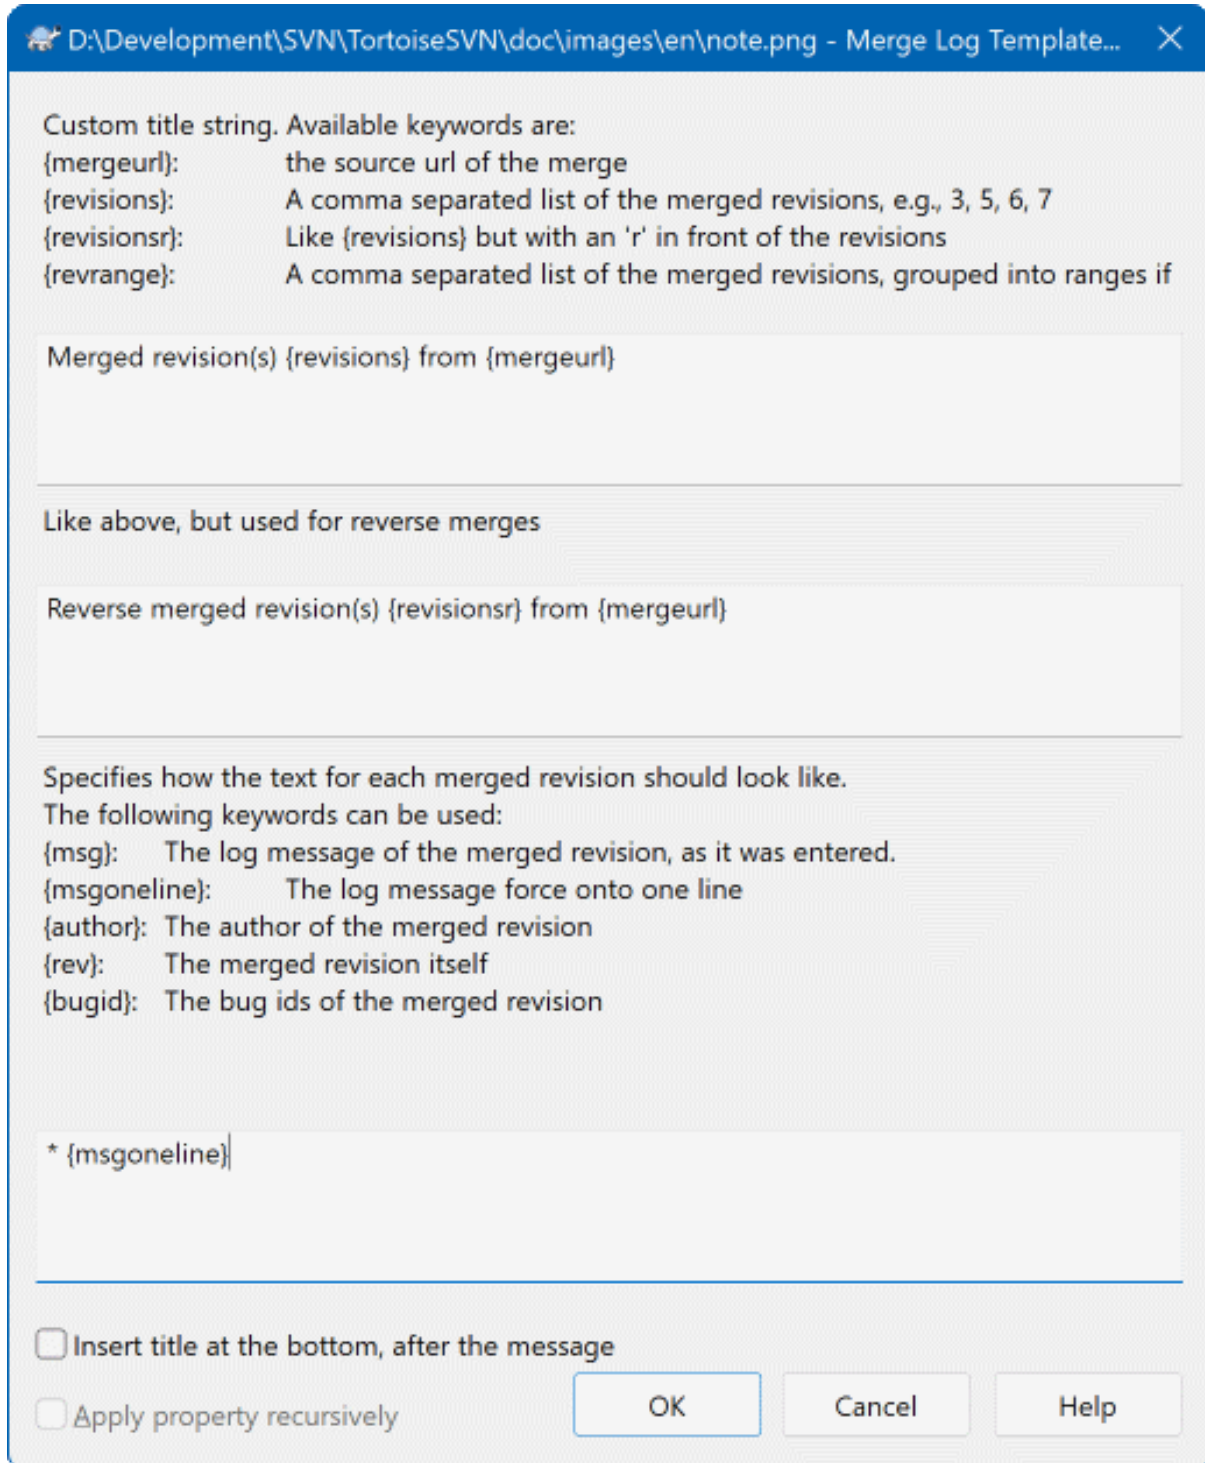 D:\Development\SVN\TortoiseSVN\doc\images\en\note.png - Merge Log Template...
Custom title string. Available keywords are:
{mergeurl}: the source url of the merge
{revisions}: A comma separated list of the merged revisions, e.g., 3, 5, 6, 7
{revisionsr}: Like {revisions} but with an 'r' in front of the revisions
{revrange}: A comma separated list of the merged revisions, grouped into ranges if
Merged revision(s) {revisions} from {mergeurl}
Like above, but used for reverse merges
Reverse merged revision(s) {revisionsr} from {mergeurl}
Specifies how the text for each merged revision should look like.
The following keywords can be used:
{msg}: The log message of the merged revision, as it was entered.
{msgoneline}: The log message force onto one line
{author}: The author of the merged revision
{rev}: The merged revision itself
{bugid}: The bug ids of the merged revision
* {msgoneline}
Insert title at the bottom, after the message
Apply property recursively
OK Cancel Help